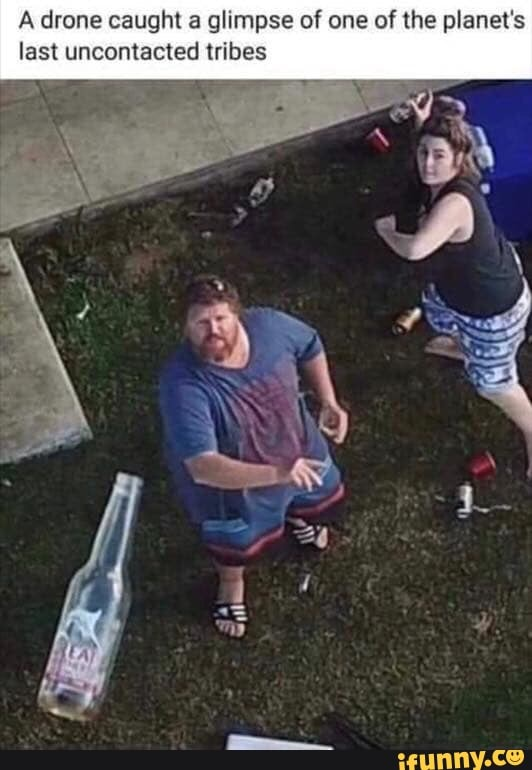 A drone caught a glimpse of one of the planet's
last uncontacted tribes
ifunny.co